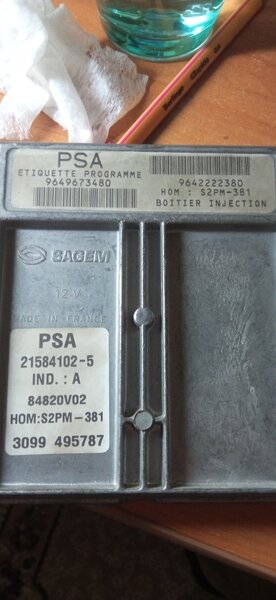 PSA
ETIQUETTE PROGRAMME
9649673480
9642222380
HOM : S2PM-381
BOITIER INJECTION
SAGEM
12V
MADE IN FRANCE
PSA
21584102-5
IND. : A
84820V02
HOM:S2PM-381
3099 495787